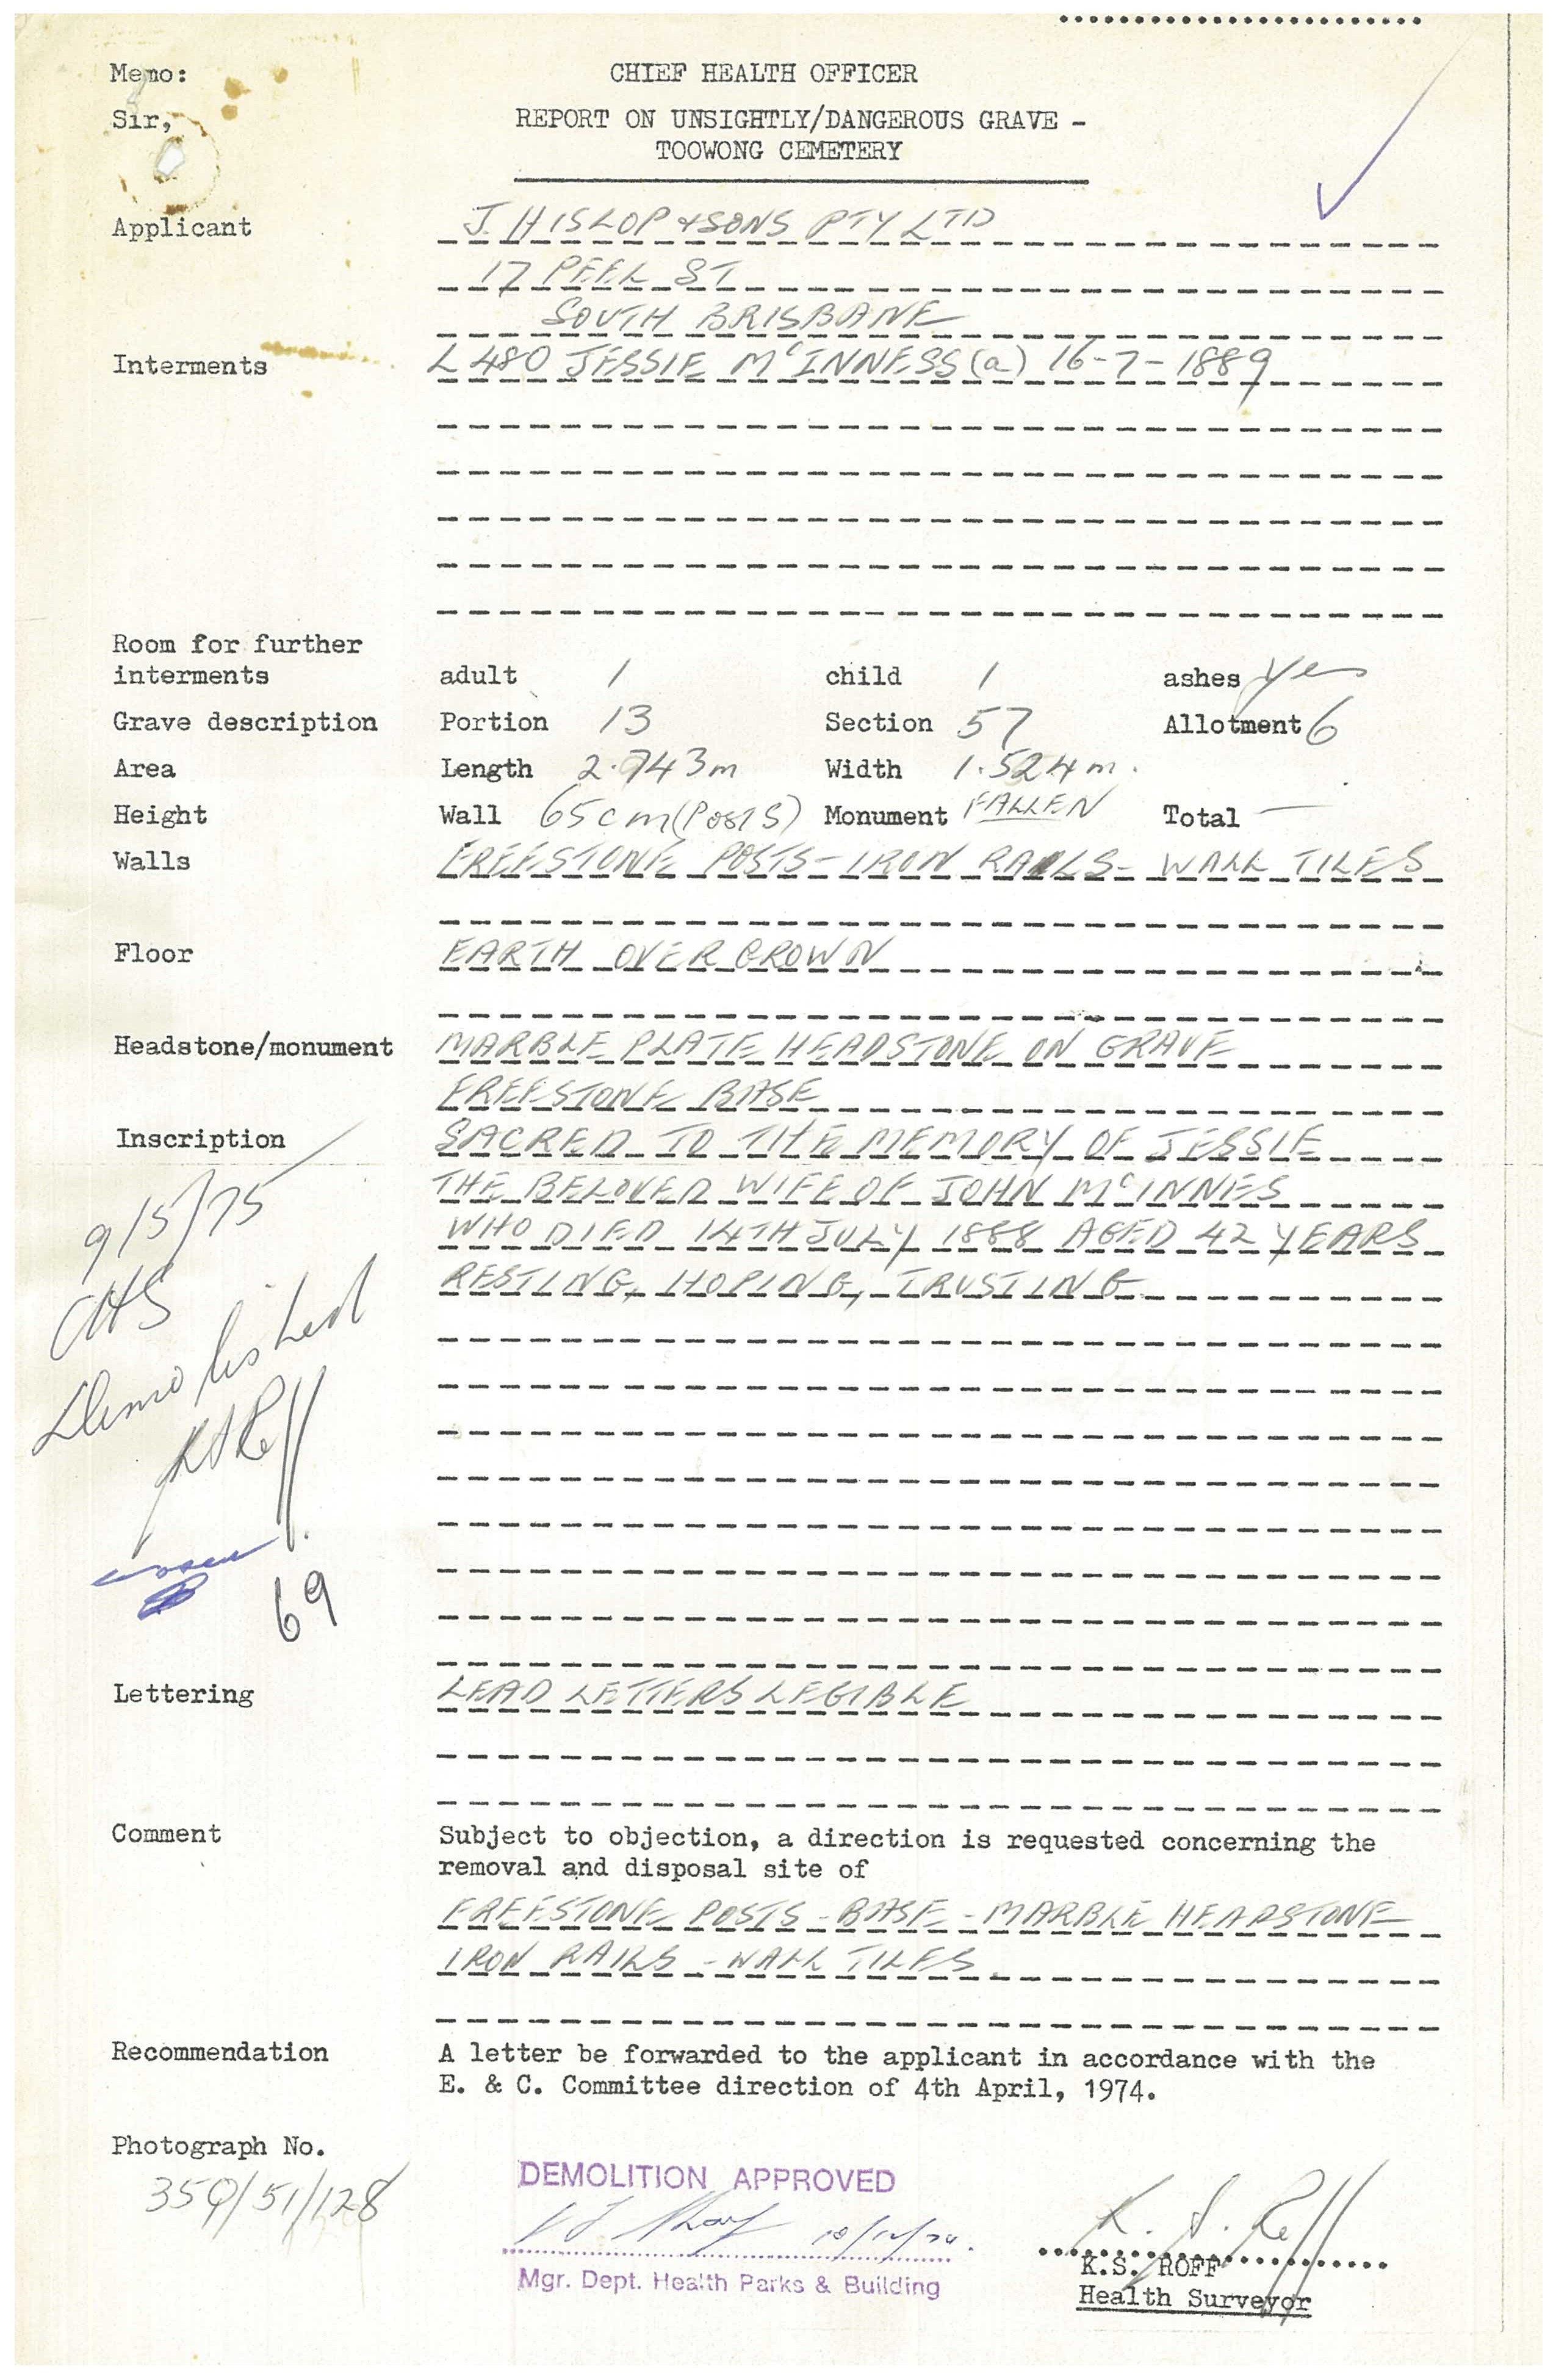 Memo: CHIEF HEALTH OFFICER
Sir, REPORT ON UNSIGHTLY/DANGEROUS GRAVE -
TOOWONG CEMETERY
Applicant J. HISLOP & SONS PTY LTD
17 PEEL ST
SOUTH BRISBANE
Interments L 480 JESSIE McINNESS (a) 16-7-1889
Room for further
interments adult 1 child 1 ashes Yes
Grave description Portion 13 Section 57 Allotment 6
Area Length 2.743m Width 1.524m.
Height Wall 65cm (POSTS) Monument FALLEN Total —
Walls FREESTONE POSTS - IRON RAILS - WALL TILES
Floor EARTH OVERGROWN
Headstone/monument MARBLE PLATE HEADSTONE ON GRAVE
FREESTONE BASE
Inscription SACRED TO THE MEMORY OF JESSIE
THE BELOVED WIFE OF JOHN McINNES
WHO DIED 14TH JULY 1888 AGED 42 YEARS
RESTING, HOPING, TRUSTING
9/5/75
CHS
Demolished
K S Roff
69
Lettering LEAD LETTERS LEGIBLE
Comment Subject to objection, a direction is requested concerning the
removal and disposal site of
FREESTONE POSTS - BASE - MARBLE HEADSTONE
IRON RAILS - WALL TILES
Recommendation A letter be forwarded to the applicant in accordance with the
E. & C. Committee direction of 4th April, 1974.
Photograph No.
359/51/128
DEMOLITION APPROVED
10/12/74.
Mgr. Dept. Health Parks & Building
K. S. Roff
K.S. ROFF
Health Surveyor